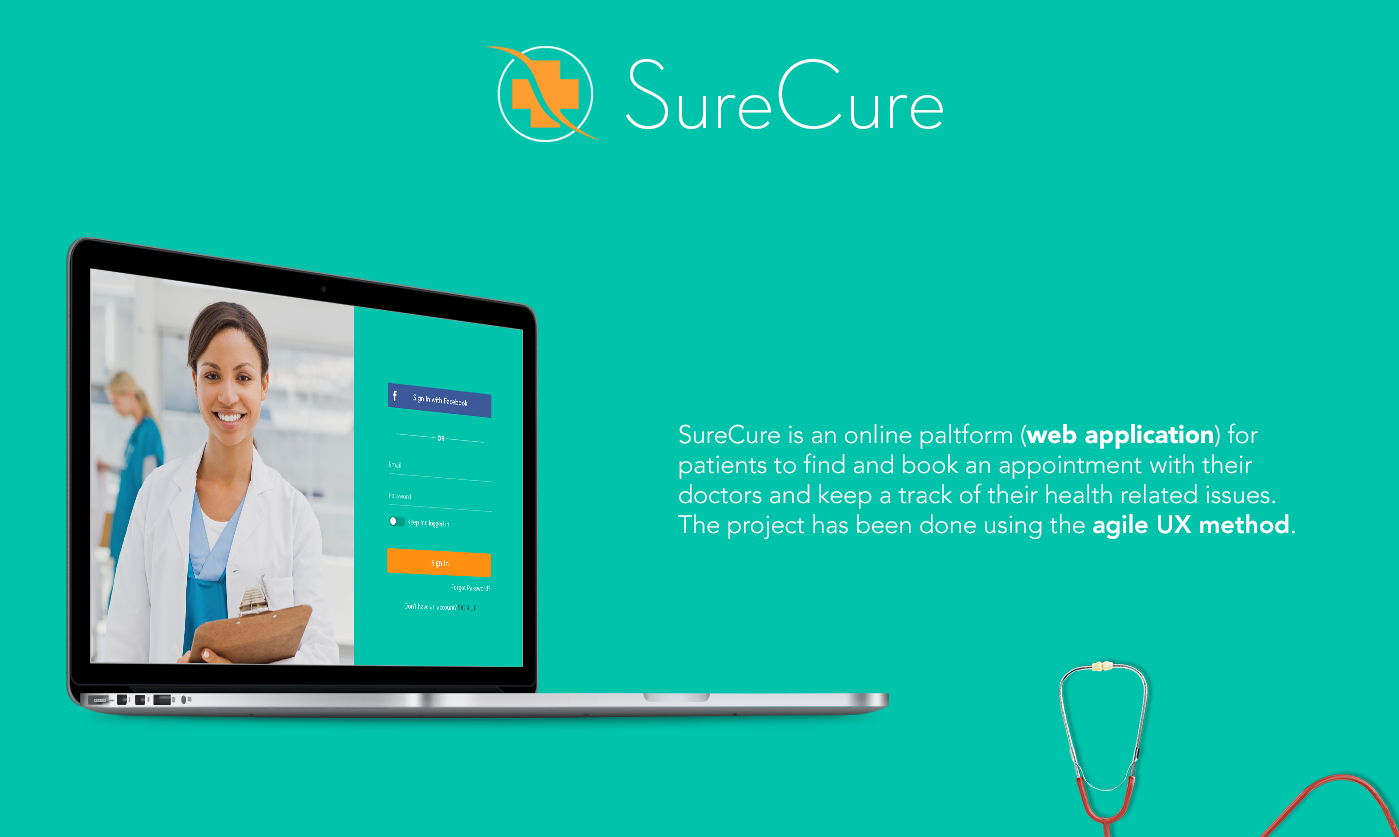 SureCure
f Sign In with Facebook
OR
Email
Password
Keep me logged in
Sign In
Forgot Password?
Don't have an account? SIGN UP
SureCure is an online paltform (web application) for
patients to find and book an appointment with their
doctors and keep a track of their health related issues.
The project has been done using the agile UX method.